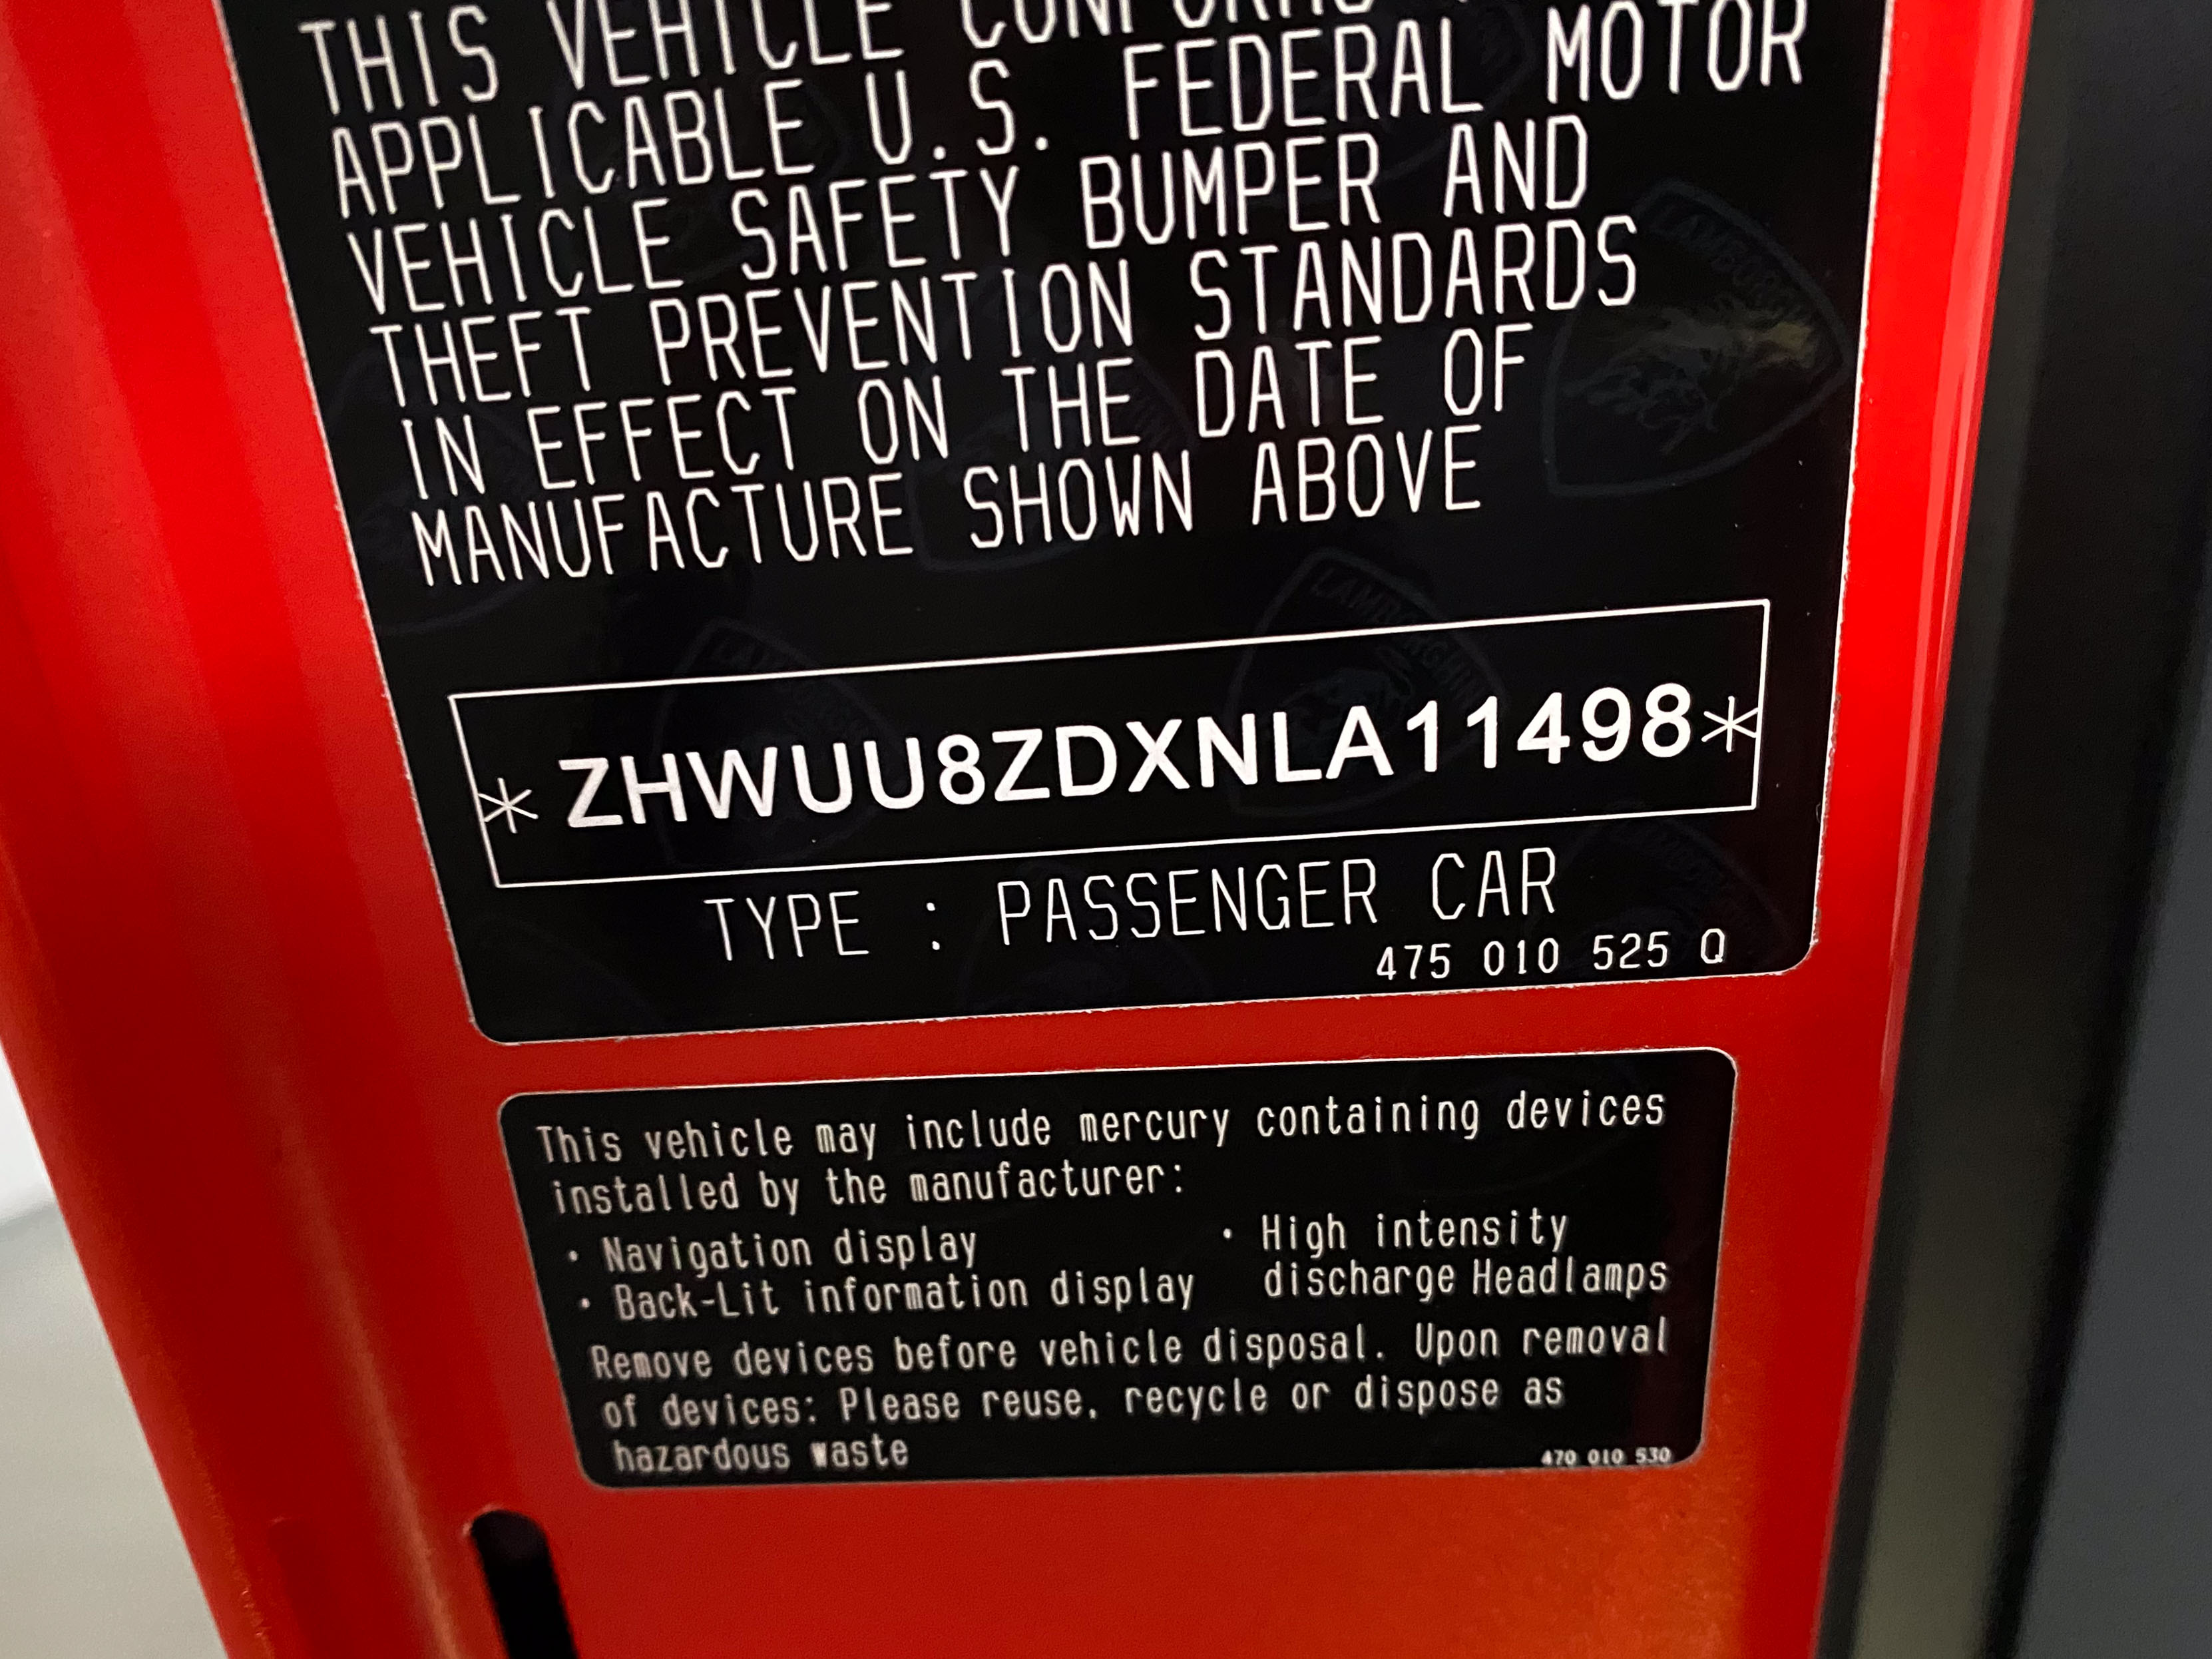 THIS VEHICLE CONFORMS
APPLICABLE U.S. FEDERAL MOTOR
VEHICLE SAFETY BUMPER AND
THEFT PREVENTION STANDARDS
IN EFFECT ON THE DATE OF
MANUFACTURE SHOWN ABOVE
* ZHWUU8ZDXNLA11498*
TYPE : PASSENGER CAR
475 010 525 Q
This vehicle may include mercury containing devices
installed by the manufacturer:
· Navigation display
· Back-Lit information display
· High intensity
discharge Headlamps
Remove devices before vehicle disposal. Upon removal
of devices: Please reuse, recycle or dispose as
hazardous waste
470 010 530